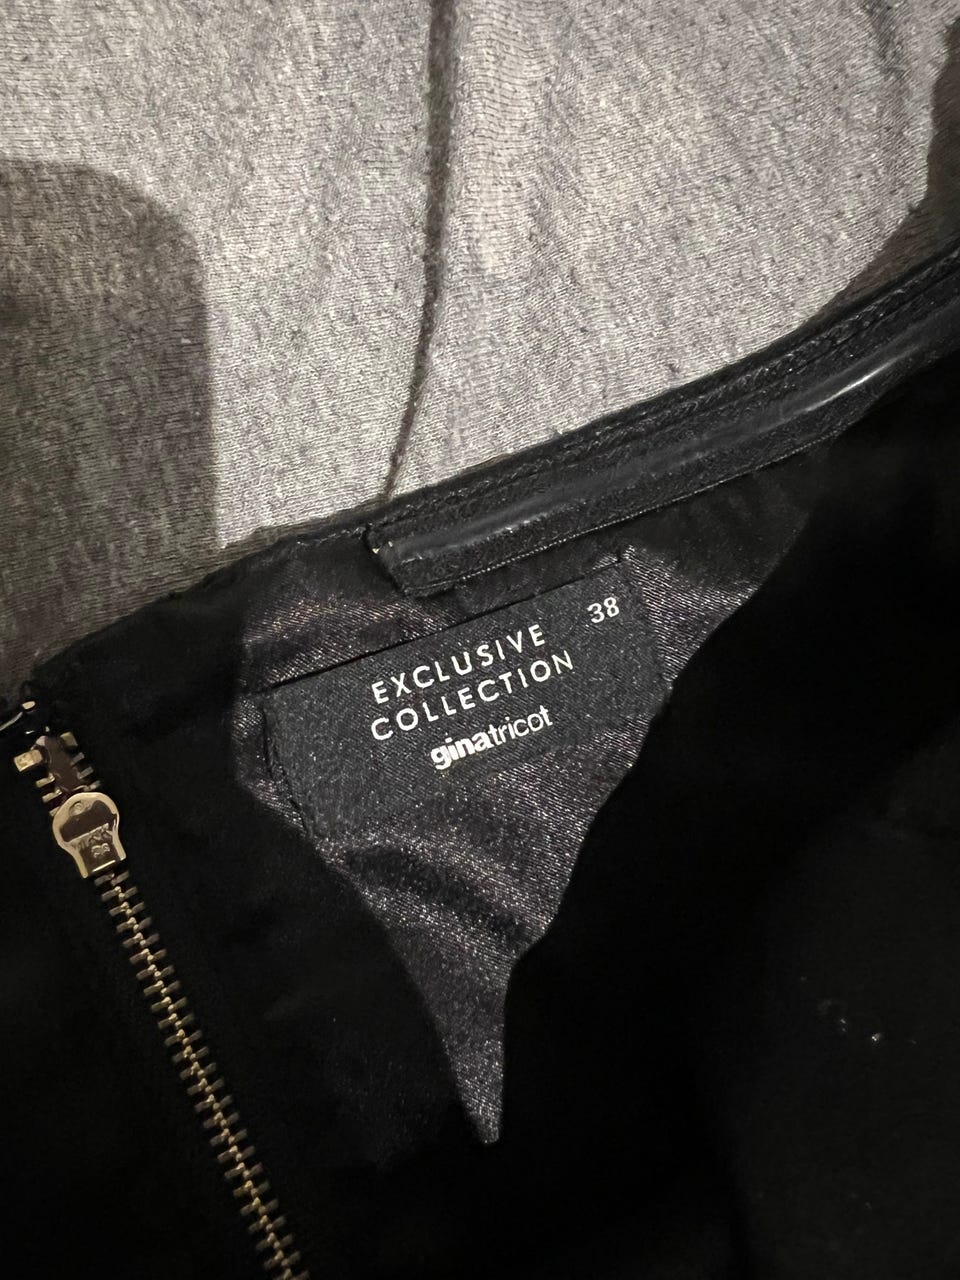 38
EXCLUSIVE
COLLECTION
ginatricot